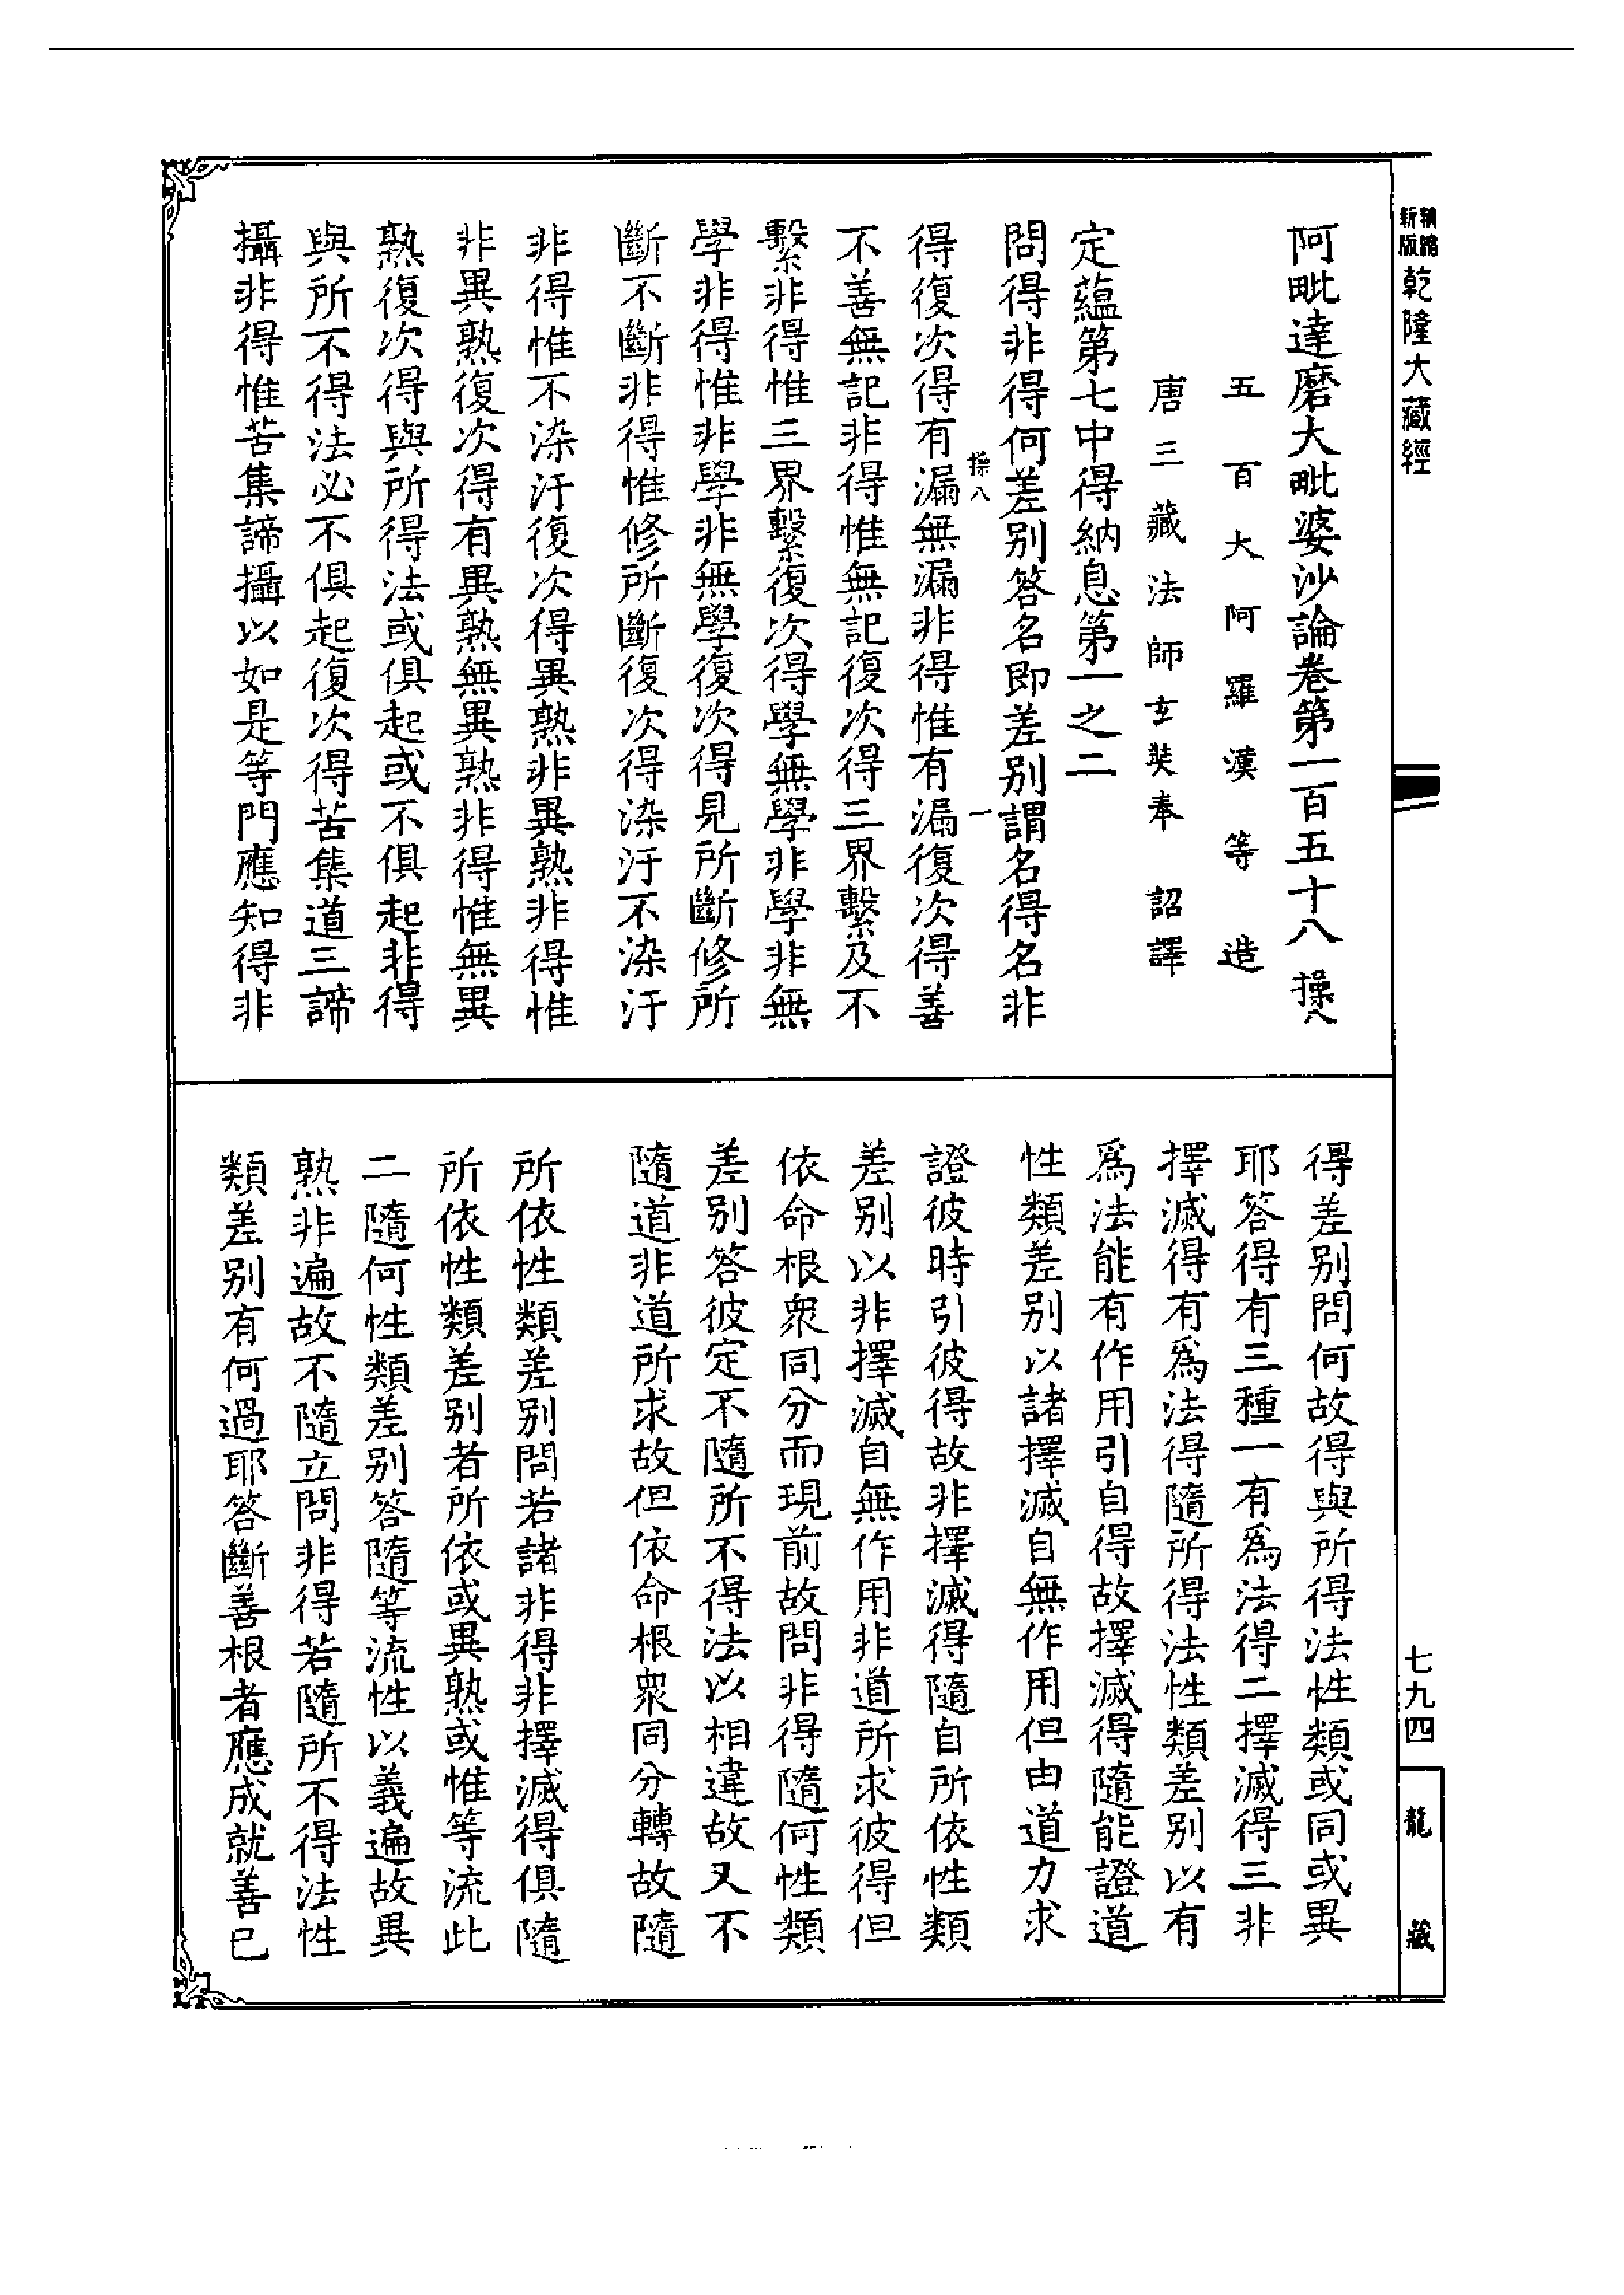 新版精縮乾隆大藏經
阿毗達磨大毗婆沙論卷第一百五十八 操八
五百大阿羅漢等造
唐三藏法師玄奘奉 詔譯
定蘊第七中得納息第一之二
問得非得何差别答名即差别謂名得名非
操八 一
得復次得有漏無漏非得惟有漏復次得善
不善無記非得惟無記復次得三界繫及不
繫非得惟三界繫復次得學無學非學非無
學非得惟非學非無學復次得見所斷修所
斷不斷非得惟修所斷復次得染汙不染汙
非得惟不染汙復次得異熟非異熟非得惟
非異熟復次得有異熟無異熟非得惟無異
熟復次得與所得法或俱起或不俱起非得
與所不得法必不俱起復次得苦集道三諦
攝非得惟苦集諦攝以如是等門應知得非
得差别問何故得與所得法性類或同或異
耶答得有三種一有爲法得二擇滅得三非
擇滅得有爲法得隨所得法性類差别以有
爲法能有作用引自得故擇滅得隨能證道
性類差别以諸擇滅自無作用但由道力求
證彼時引彼得故非擇滅得隨自所依性類
差别以非擇滅自無作用非道所求彼得但
依命根衆同分而現前故問非得隨何性類
差别答彼定不隨所不得法以相違故又不
隨道非道所求故但依命根衆同分轉故隨
所依性類差别問若諸非得非擇滅得俱隨
所依性類差别者所依或異熟或惟等流此
二隨何性類差别答隨等流性以義遍故異
熟非遍故不隨立問非得若隨所不得法性
類差别有何過耶答斷善根者應成就善已
七九四
龍藏